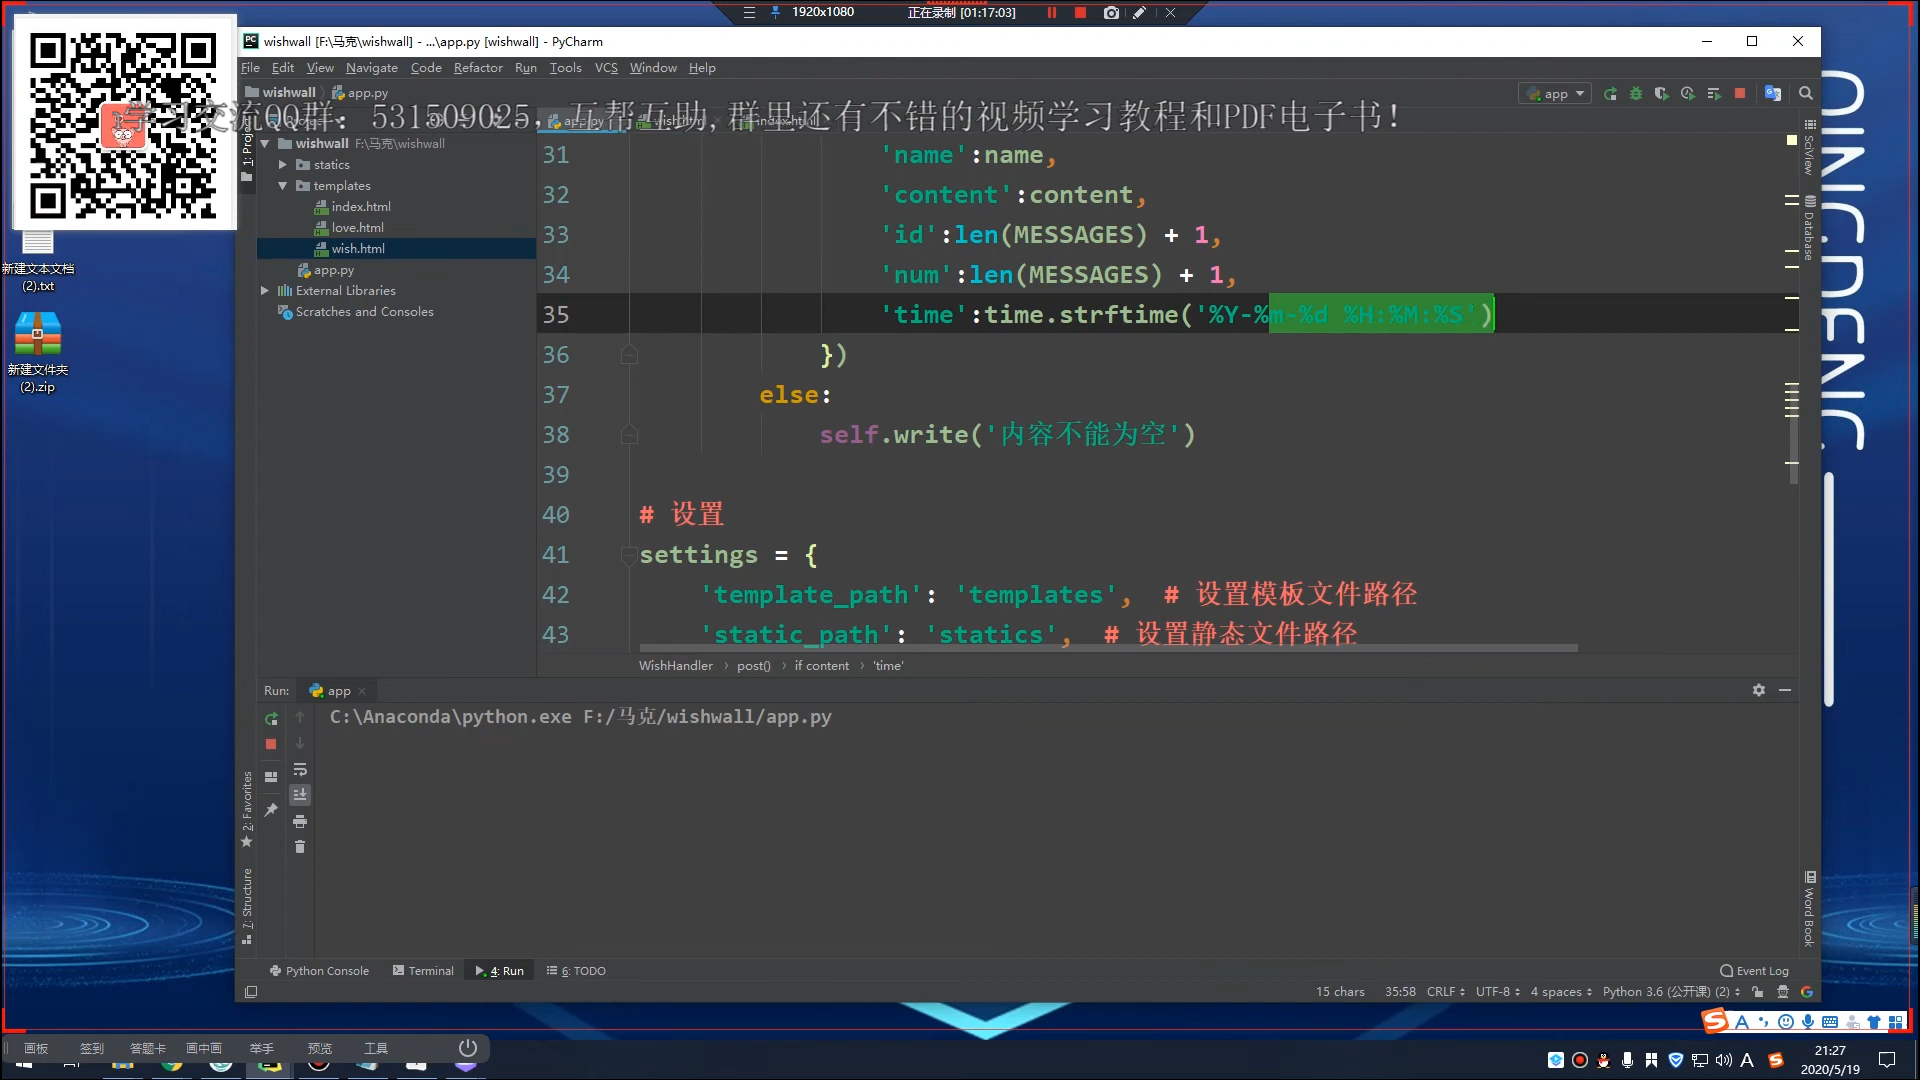 1920x1080
正在录制 [01:17:03]
wishwall [F:\马克\wishwall] - ...\app.py [wishwall] - PyCharm
File Edit View Navigate Code Refactor Run Tools VCS Window Help
wishwall app.py
app
学习交流QQ群: 531509025, 互帮互助,群里还有不错的视频学习教程和PDF电子书!
1: Proj
wishwall F:\马克\wishwall
statics
templates
index.html
love.html
wish.html
app.py
External Libraries
Scratches and Consoles
新建文本文档
(2).txt
新建文件夹
(2).zip
31 'name':name,
32 'content':content,
33 'id':len(MESSAGES) + 1,
34 'num':len(MESSAGES) + 1,
35 'time':time.strftime('%Y-%m-%d %H:%M:%S')
36 })
37 else:
38 self.write('内容不能为空')
39
40 # 设置
41 settings = {
42 'template_path': 'templates', # 设置模板文件路径
43 'static_path': 'statics', # 设置静态文件路径
WishHandler › post() › if content › 'time'
SciView
Database
Word Book
QINGDENG
Run: app
C:\Anaconda\python.exe F:/马克/wishwall/app.py
2: Favorites
7: Structure
Python Console Terminal 4: Run 6: TODO Event Log
15 chars 35:58 CRLF UTF-8 4 spaces Python 3.6 (公开课) (2)
画板 签到 答题卡 画中画 举手 预览 工具
21:27
2020/5/19